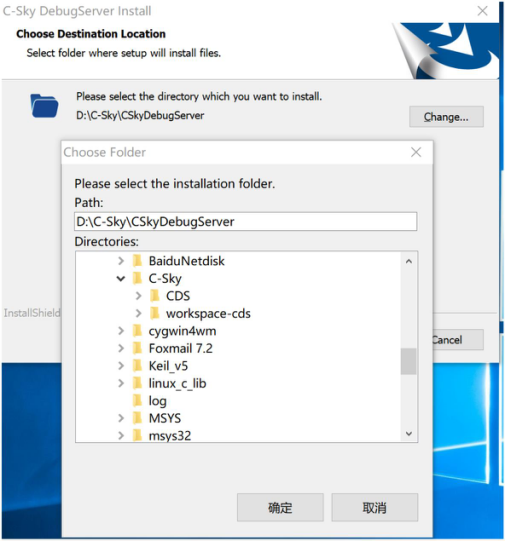 C-Sky DebugServer Install
Choose Destination Location
Select folder where setup will install files.
Please select the directory which you want to install.
D:\C-Sky\CSkyDebugServer
Change...
Choose Folder
Please select the installation folder.
Path:
D:\C-Sky\CSkyDebugServer
Directories:
BaiduNetdisk
C-Sky
CDS
workspace-cds
InstallShield
cygwin4wm
Foxmail 7.2
Cancel
Keil_v5
linux_c_lib
log
MSYS
msys32
确定
取消